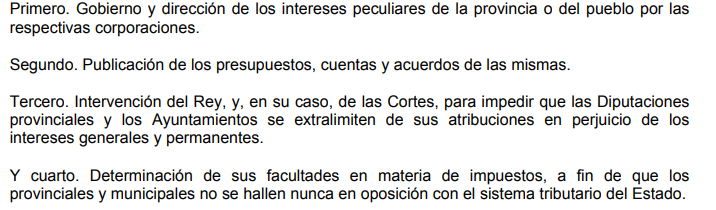 Primero. Gobierno y dirección de los intereses peculiares de la provincia o del pueblo por las
respectivas corporaciones.
Segundo. Publicación de los presupuestos, cuentas y acuerdos de las mismas.
Tercero. Intervención del Rey, y, en su caso, de las Cortes, para impedir que las Diputaciones
provinciales y los Ayuntamientos se extralimiten de sus atribuciones en perjuicio de los
intereses generales y permanentes.
Y cuarto. Determinación de sus facultades en materia de impuestos, a fin de que los
provinciales y municipales no se hallen nunca en oposición con el sistema tributario del Estado.